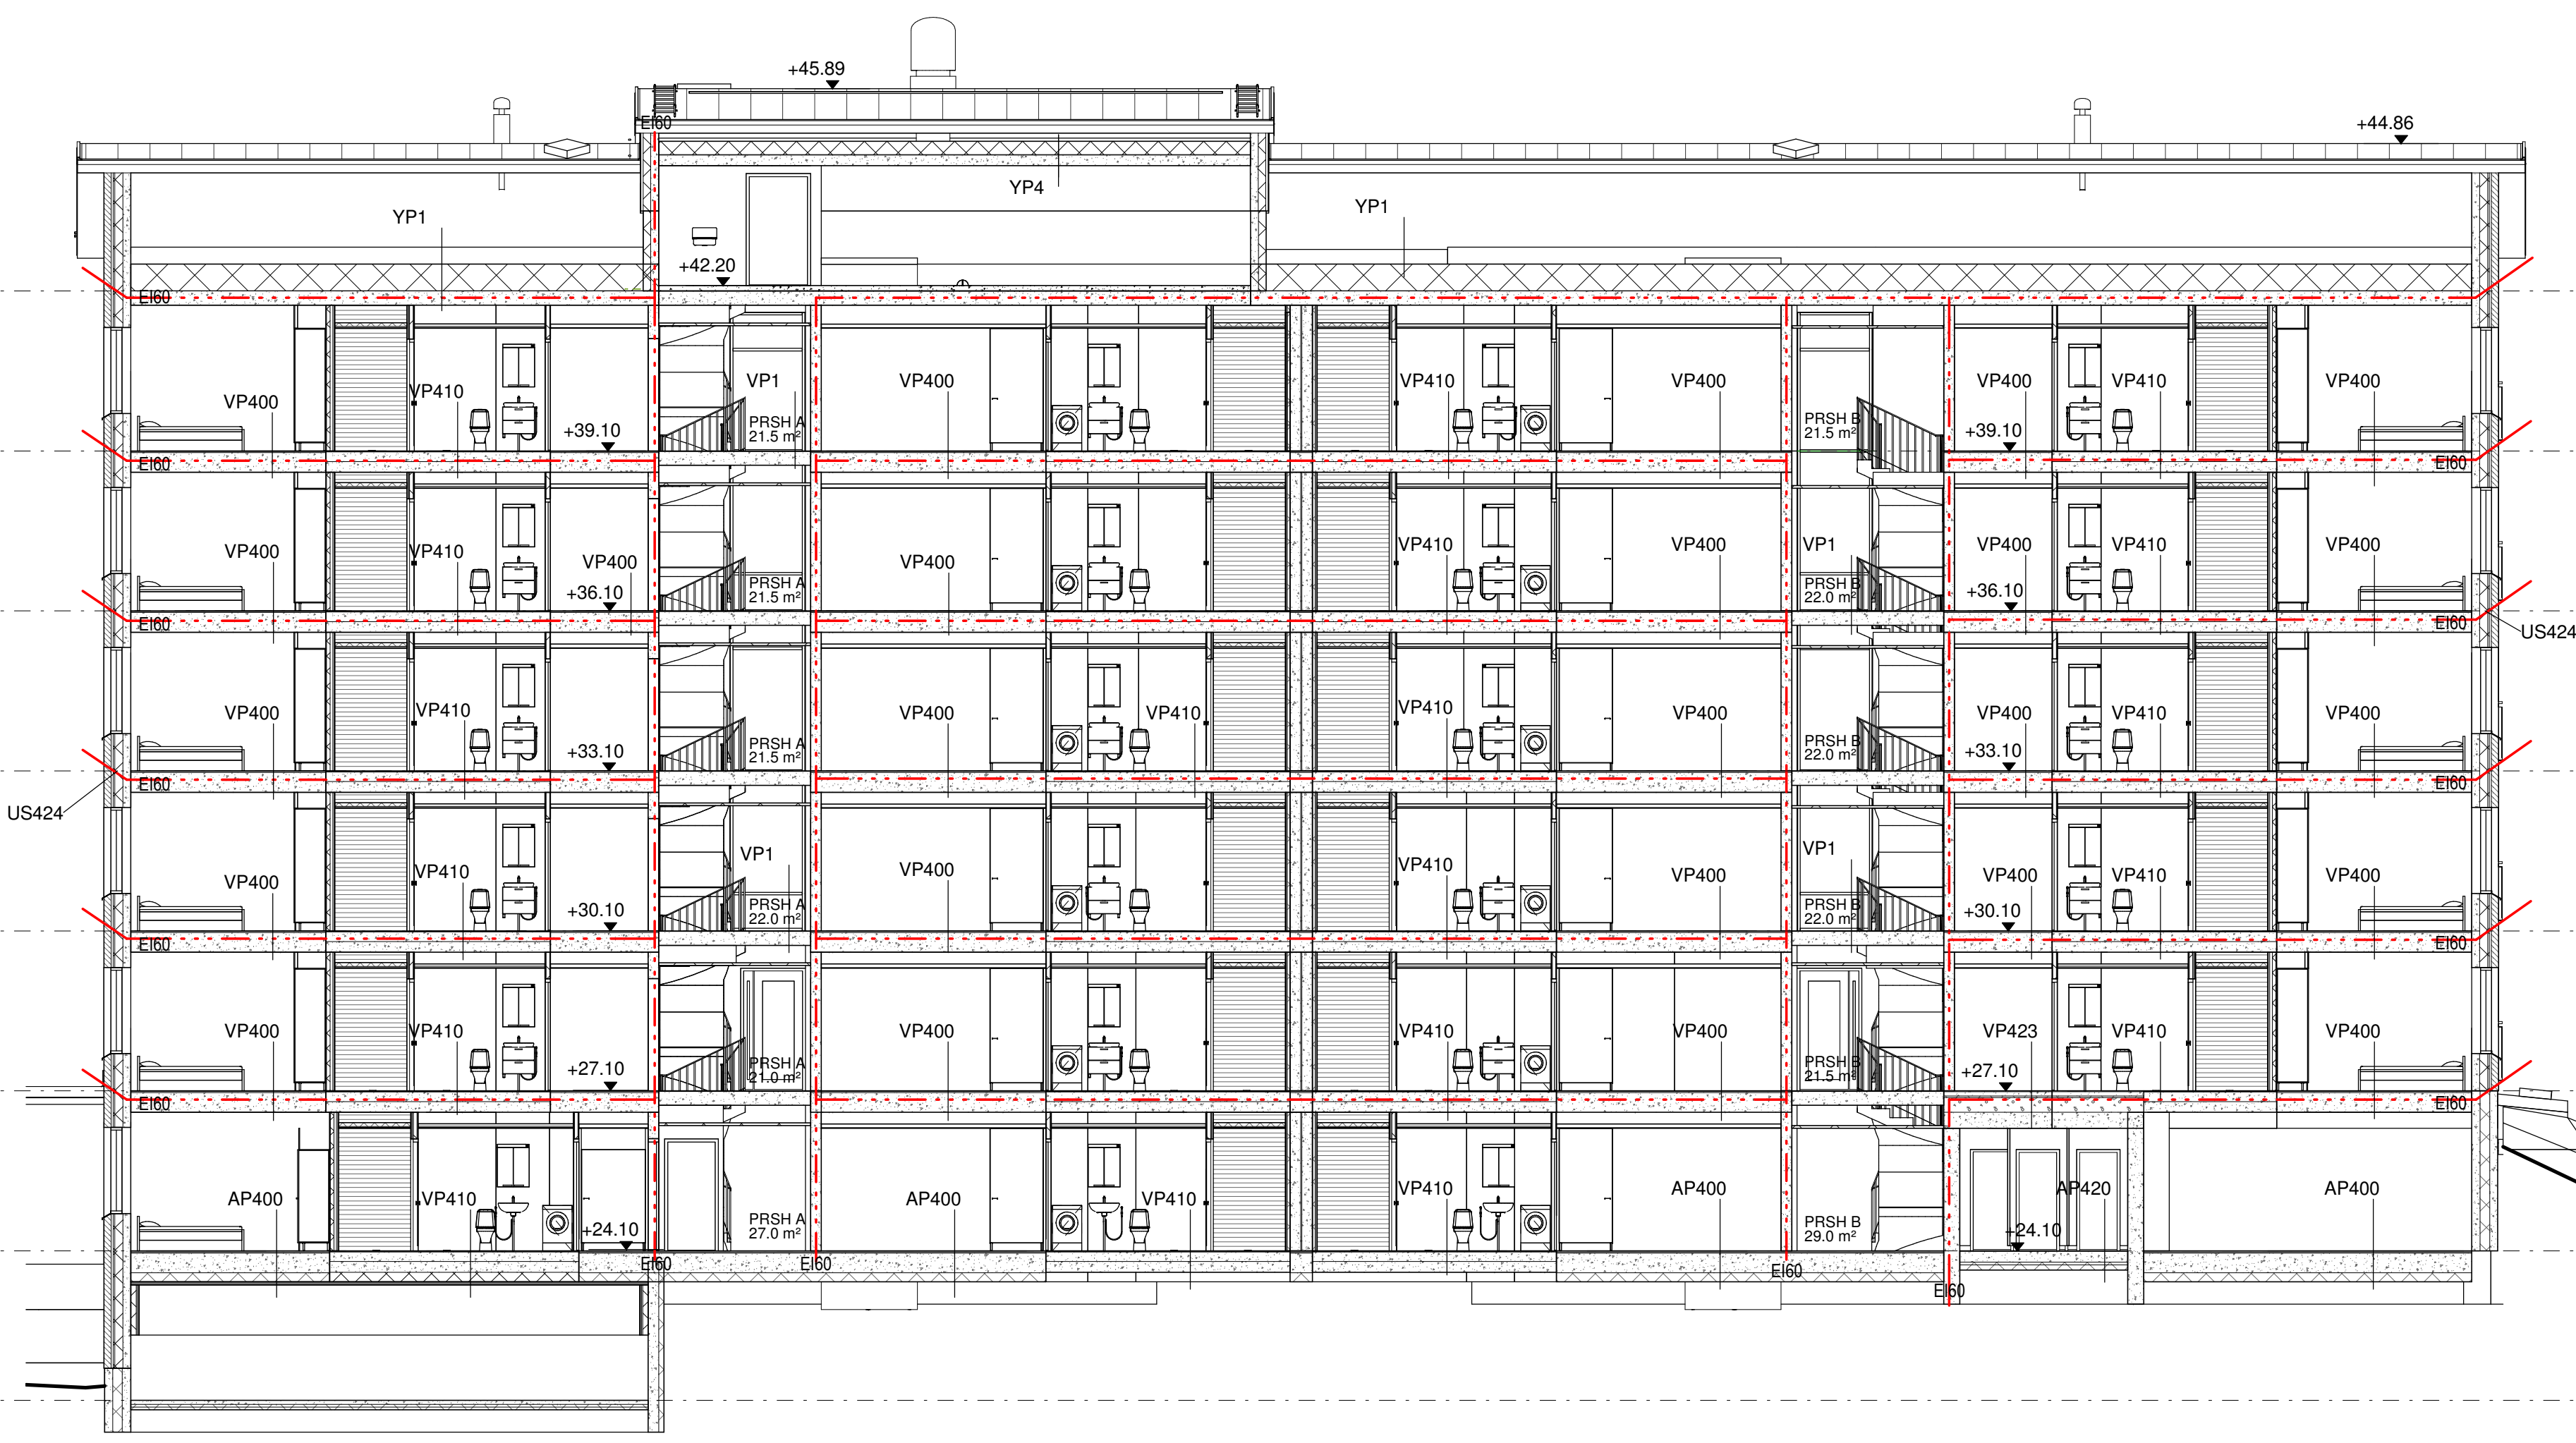 +45.89
EI60
+44.86
YP4
YP1
YP1
+42.20
EI60
VP400
VP410
+39.10
VP1
PRSH A
21.5 m²
VP400
VP410
VP400
PRSH B
21.5 m²
VP400
+39.10
VP410
VP400
EI60
EI60
VP400
VP410
VP400
+36.10
PRSH A
21.5 m²
VP400
VP410
VP400
VP1
PRSH B
22.0 m²
VP400
+36.10
VP410
VP400
EI60
EI60
US424
VP400
VP410
+33.10
PRSH A
21.5 m²
VP400
VP410
VP410
VP400
PRSH B
22.0 m²
VP400
+33.10
VP410
VP400
EI60
EI60
US424
VP400
VP410
+30.10
VP1
PRSH A
22.0 m²
VP400
VP410
VP400
VP1
PRSH B
22.0 m²
VP400
+30.10
VP410
VP400
EI60
EI60
VP400
VP410
+27.10
PRSH A
21.0 m²
VP400
VP410
VP400
PRSH B
21.5 m²
VP423
+27.10
VP410
VP400
EI60
EI60
AP400
VP410
+24.10
PRSH A
27.0 m²
AP400
VP410
VP410
AP400
PRSH B
29.0 m²
AP420
+24.10
AP400
EI60
EI60
EI60
EI60